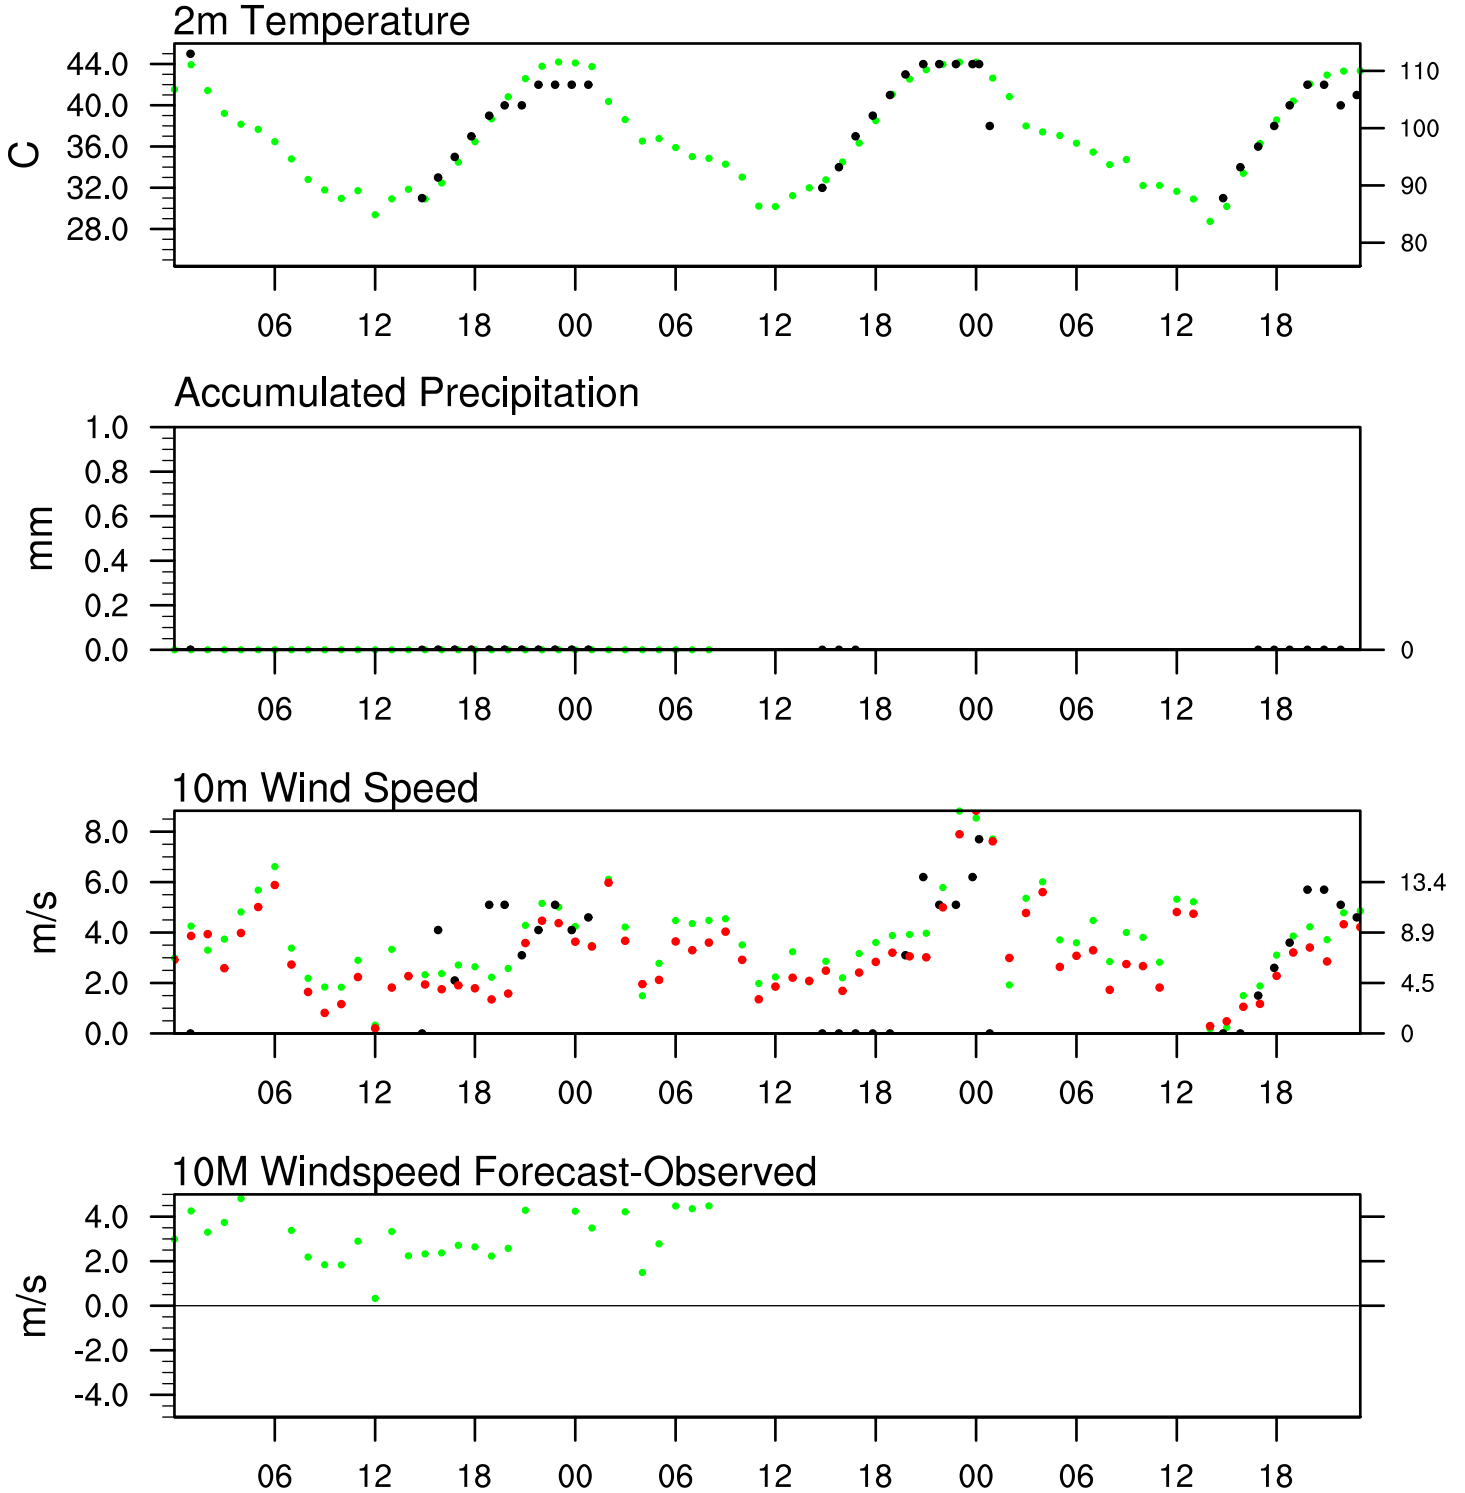 2m Temperature
44.0
40.0
36.0
32.0
28.0
C
110
100
90
80
06 12 18 00 06 12 18 00 06 12 18
Accumulated Precipitation
1.0
0.8
0.6
0.4
0.2
0.0
mm
0
06 12 18 00 06 12 18 00 06 12 18
10m Wind Speed
8.0
6.0
4.0
2.0
0.0
m/s
13.4
8.9
4.5
0
06 12 18 00 06 12 18 00 06 12 18
10M Windspeed Forecast-Observed
4.0
2.0
0.0
-2.0
-4.0
m/s
06 12 18 00 06 12 18 00 06 12 18